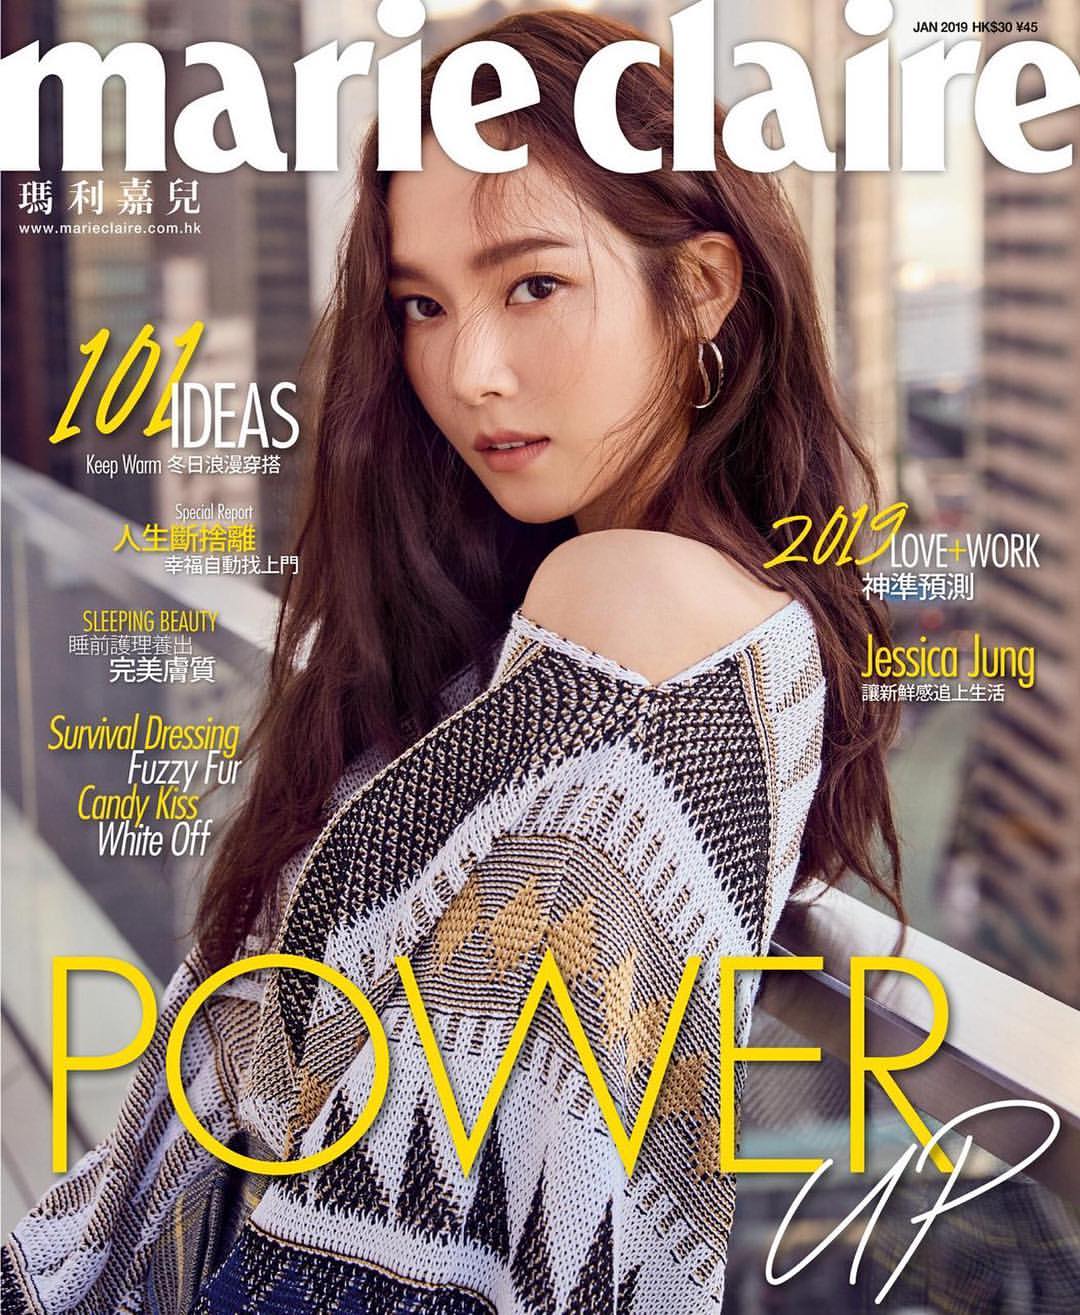 JAN 2019 HK$30 ¥45
marie claire
瑪利嘉兒
www.marieclaire.com.hk
101 IDEAS
Keep Warm 冬日浪漫穿搭
Special Report
人生斷捨離
幸福自動找上門
SLEEPING BEAUTY
睡前護理養出
完美膚質
Survival Dressing
Fuzzy Fur
Candy Kiss
White Off
2019 LOVE+WORK
神準預測
Jessica Jung
讓新鮮感追上生活
POWER
UP